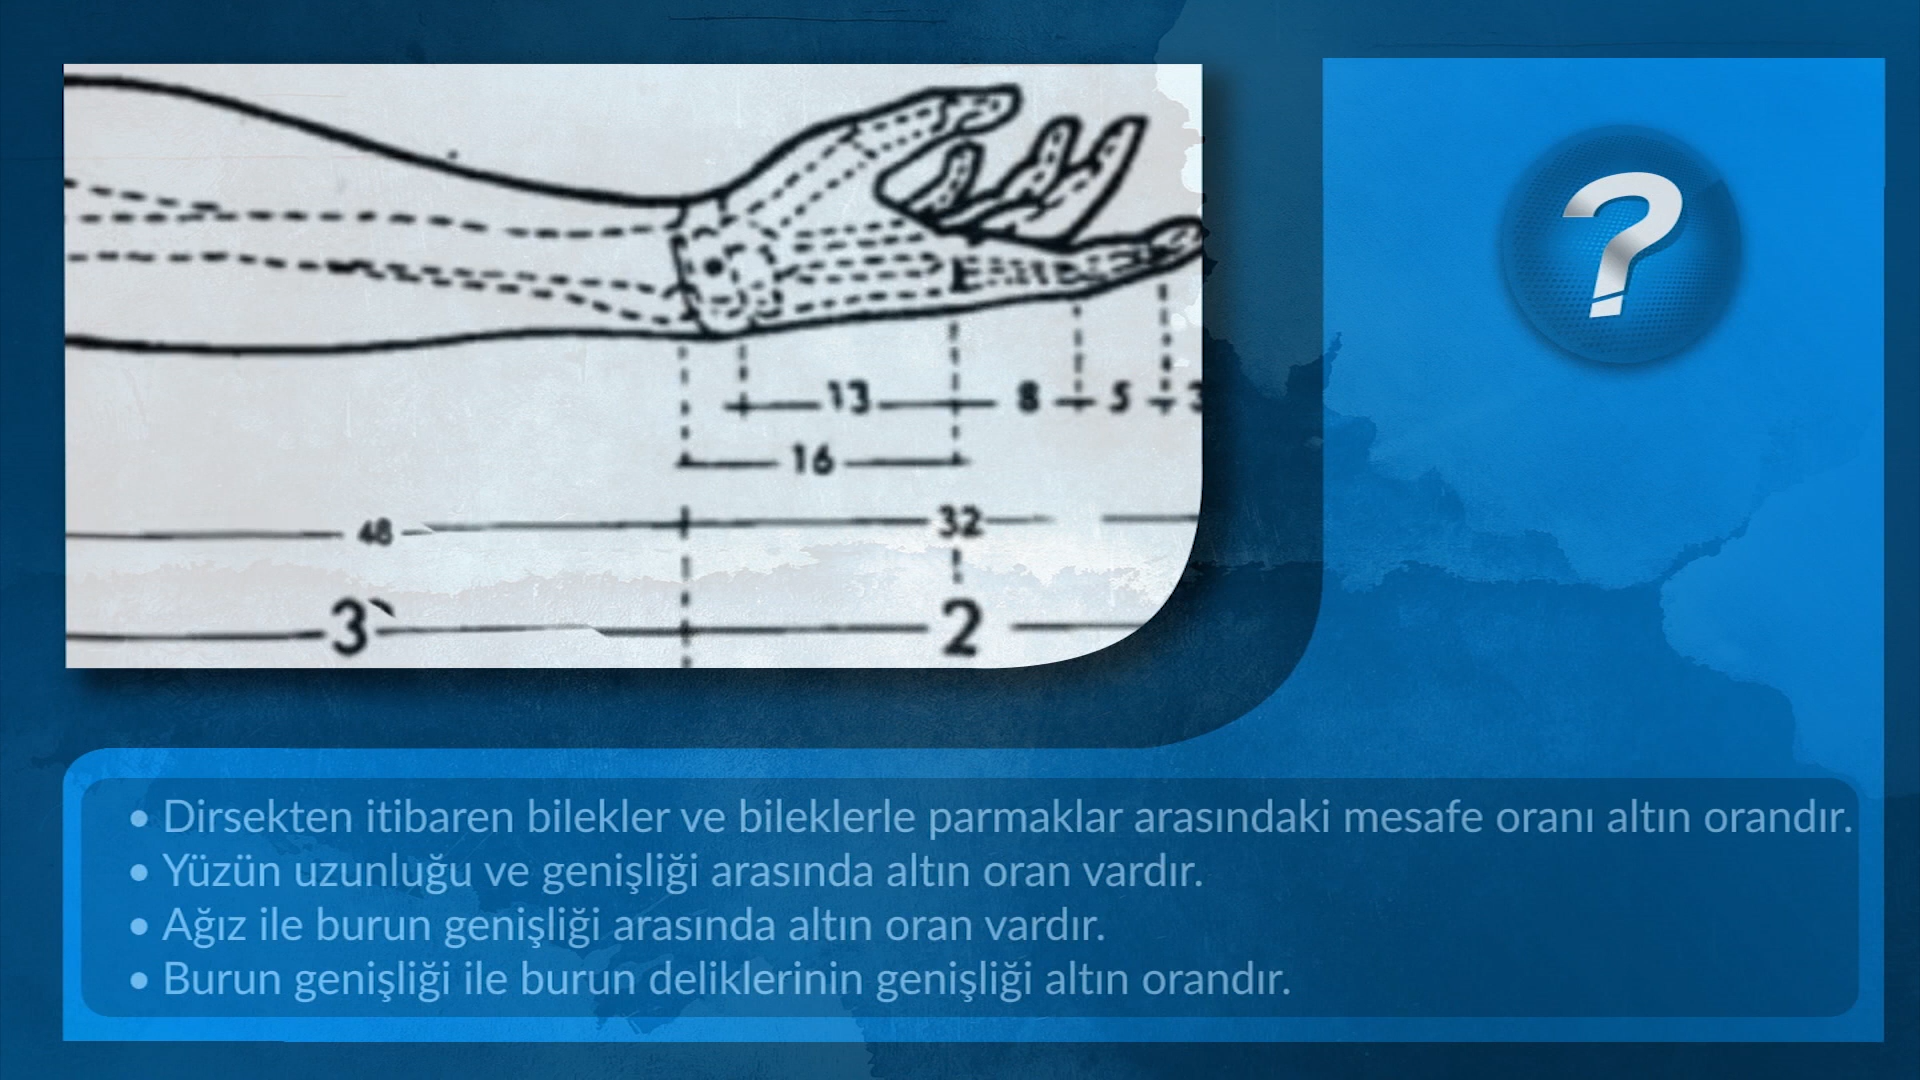 ?
13 8 5 3
16
48 32
3 2
• Dirsekten itibaren bilekler ve bileklerle parmaklar arasındaki mesafe oranı altın orandır.
• Yüzün uzunluğu ve genişliği arasında altın oran vardır.
• Ağız ile burun genişliği arasında altın oran vardır.
• Burun genişliği ile burun deliklerinin genişliği altın orandır.